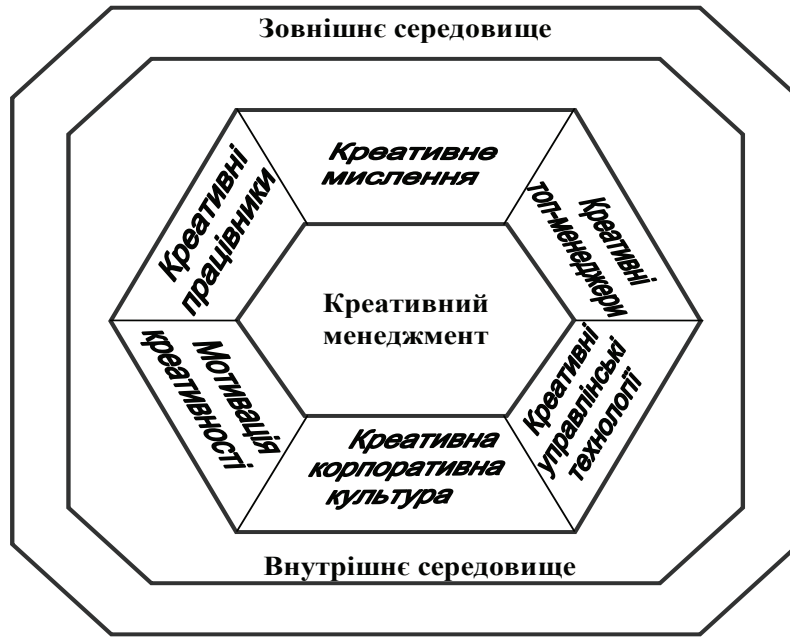 Зовнішнє середовище
Креативне
мислення
Креативні
працівники
Креативні
топ-менеджери
Креативний
менеджмент
Мотивація
креативності
Креативні
управлінські
технології
Креативна
корпоративна
культура
Внутрішнє середовище